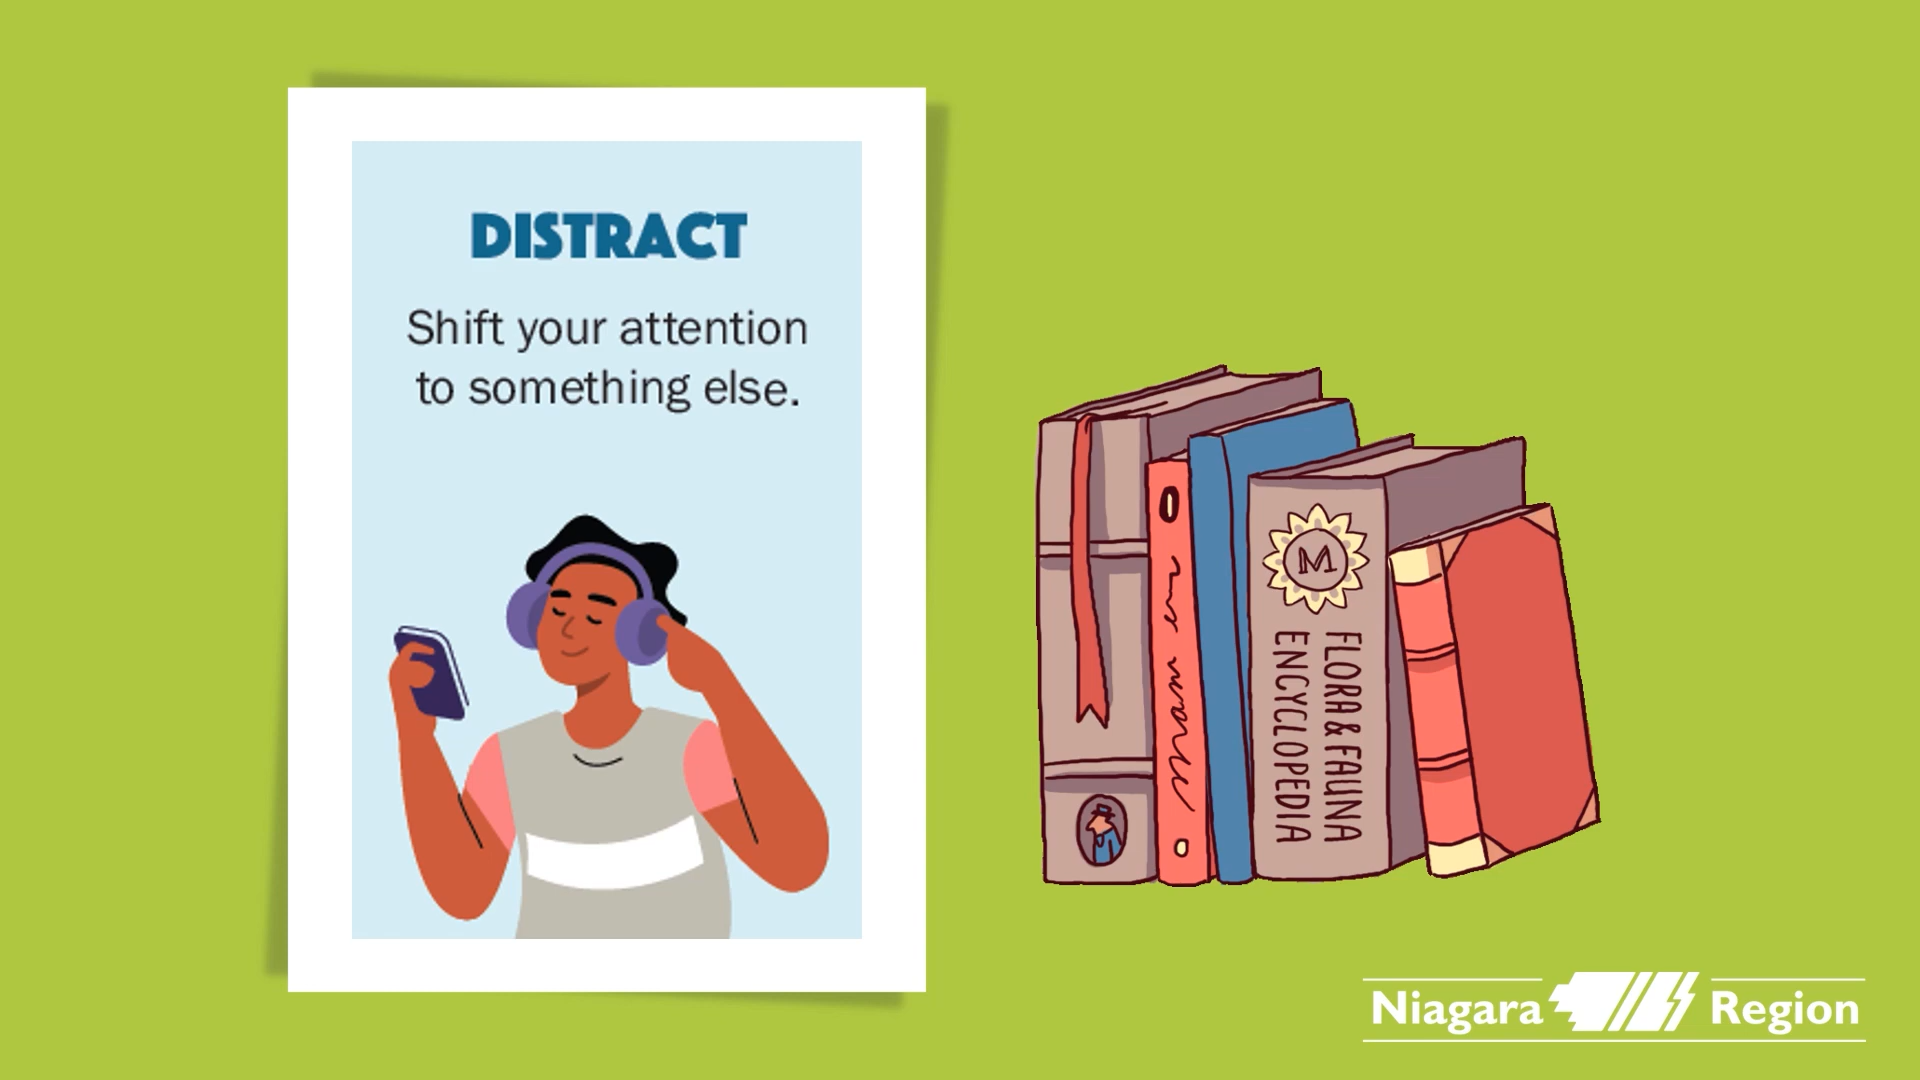 DISTRACT
Shift your attention
to something else.
M
FLORA & FAUNA
ENCYCLOPEDIA
Niagara Region